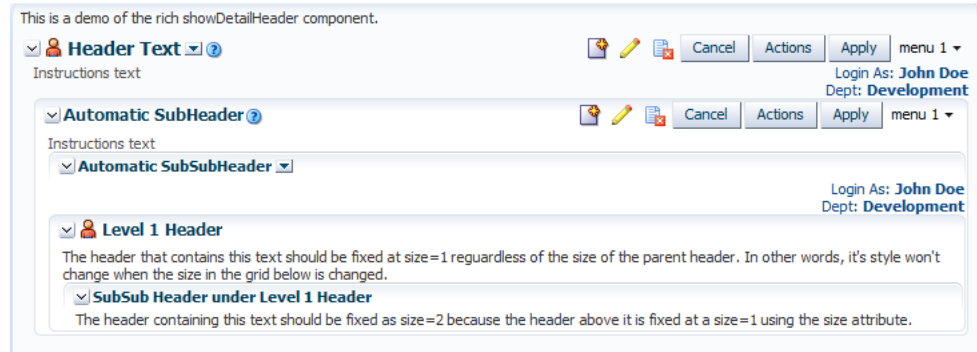 This is a demo of the rich showDetailHeader component.
Header Text Cancel Actions Apply menu 1
Instructions text
Login As: John Doe
Dept: Development
Automatic SubHeader Cancel Actions Apply menu 1
Instructions text
Automatic SubSubHeader
Login As: John Doe
Dept: Development
Level 1 Header
The header that contains this text should be fixed at size=1 reguardless of the size of the parent header. In other words, it's style won't
change when the size in the grid below is changed.
SubSub Header under Level 1 Header
The header containing this text should be fixed as size=2 because the header above it is fixed at a size=1 using the size attribute.